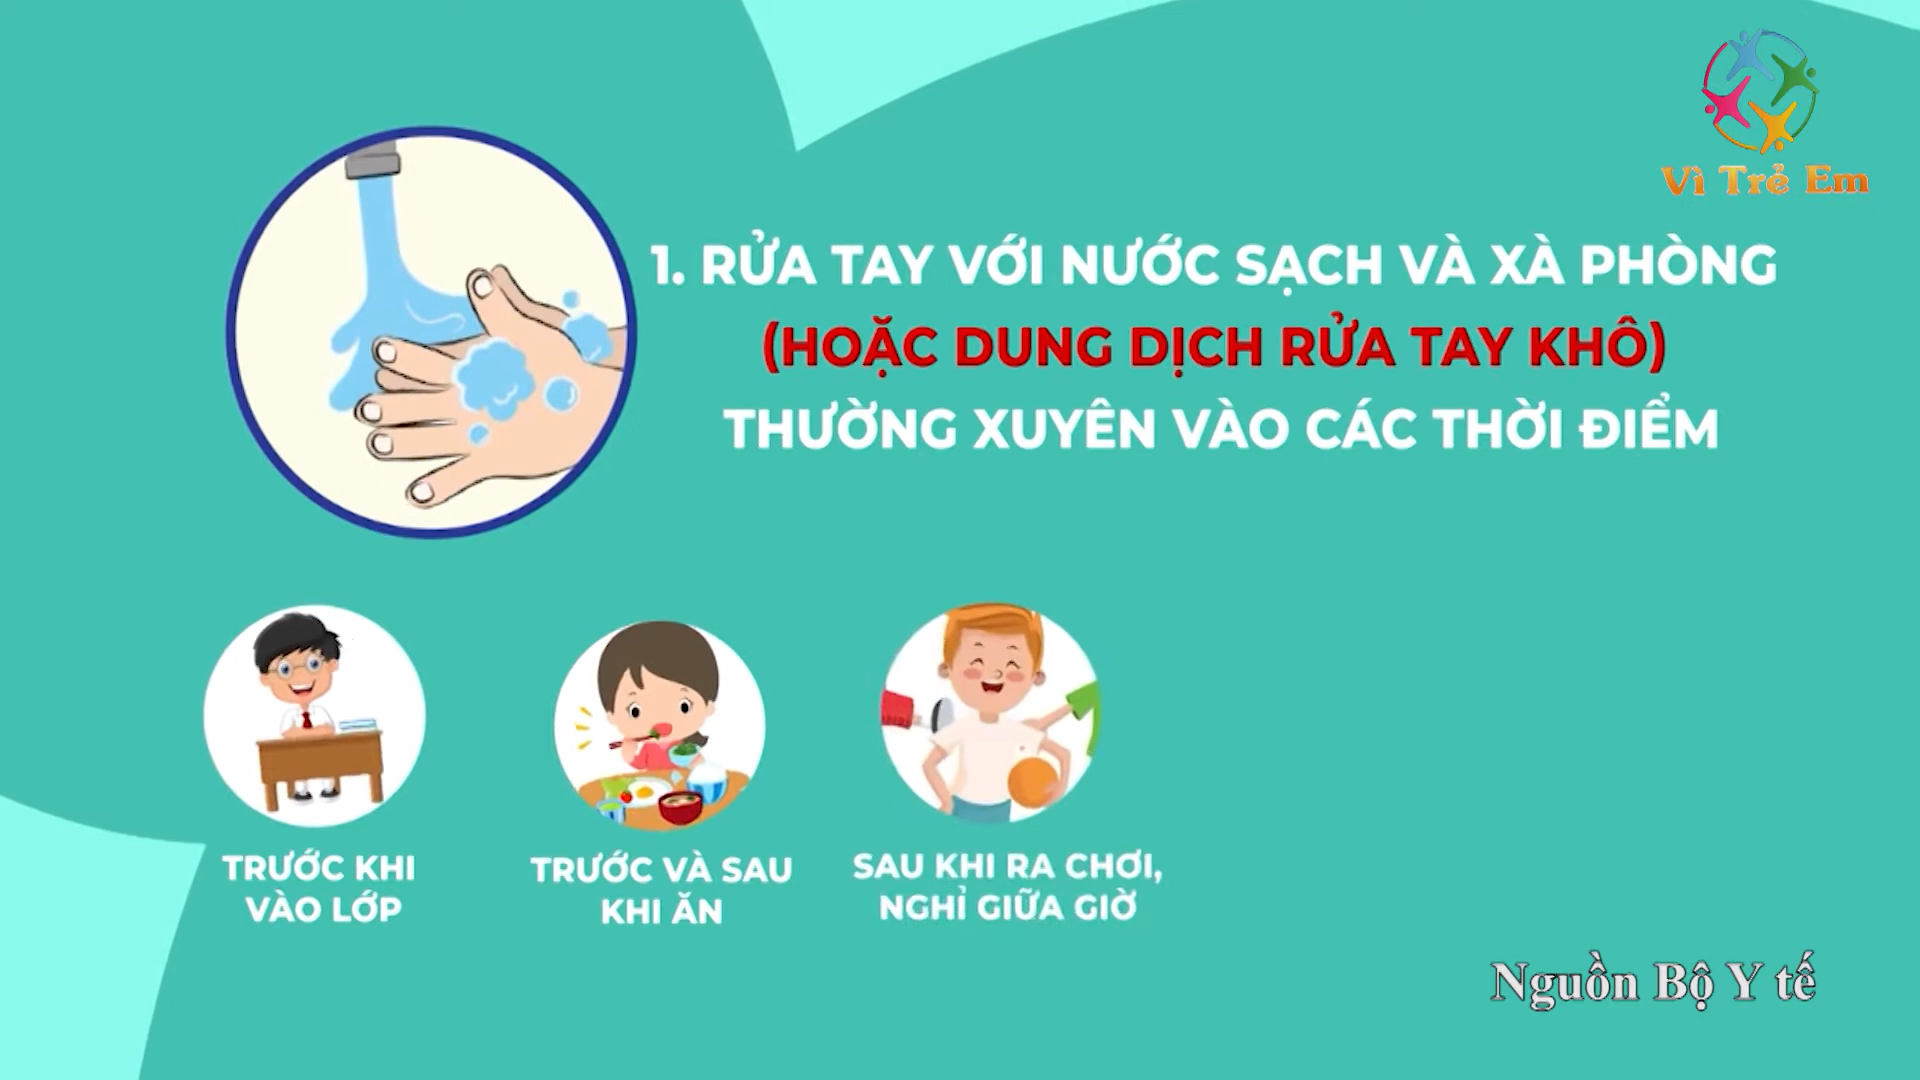 Vì Trẻ Em
1. RỬA TAY VỚI NƯỚC SẠCH VÀ XÀ PHÒNG
(HOẶC DUNG DỊCH RỬA TAY KHÔ)
THƯỜNG XUYÊN VÀO CÁC THỜI ĐIỂM
TRƯỚC KHI
VÀO LỚP
TRƯỚC VÀ SAU
KHI ĂN
SAU KHI RA CHƠI,
NGHỈ GIỮA GIỜ
Nguồn Bộ Y tế